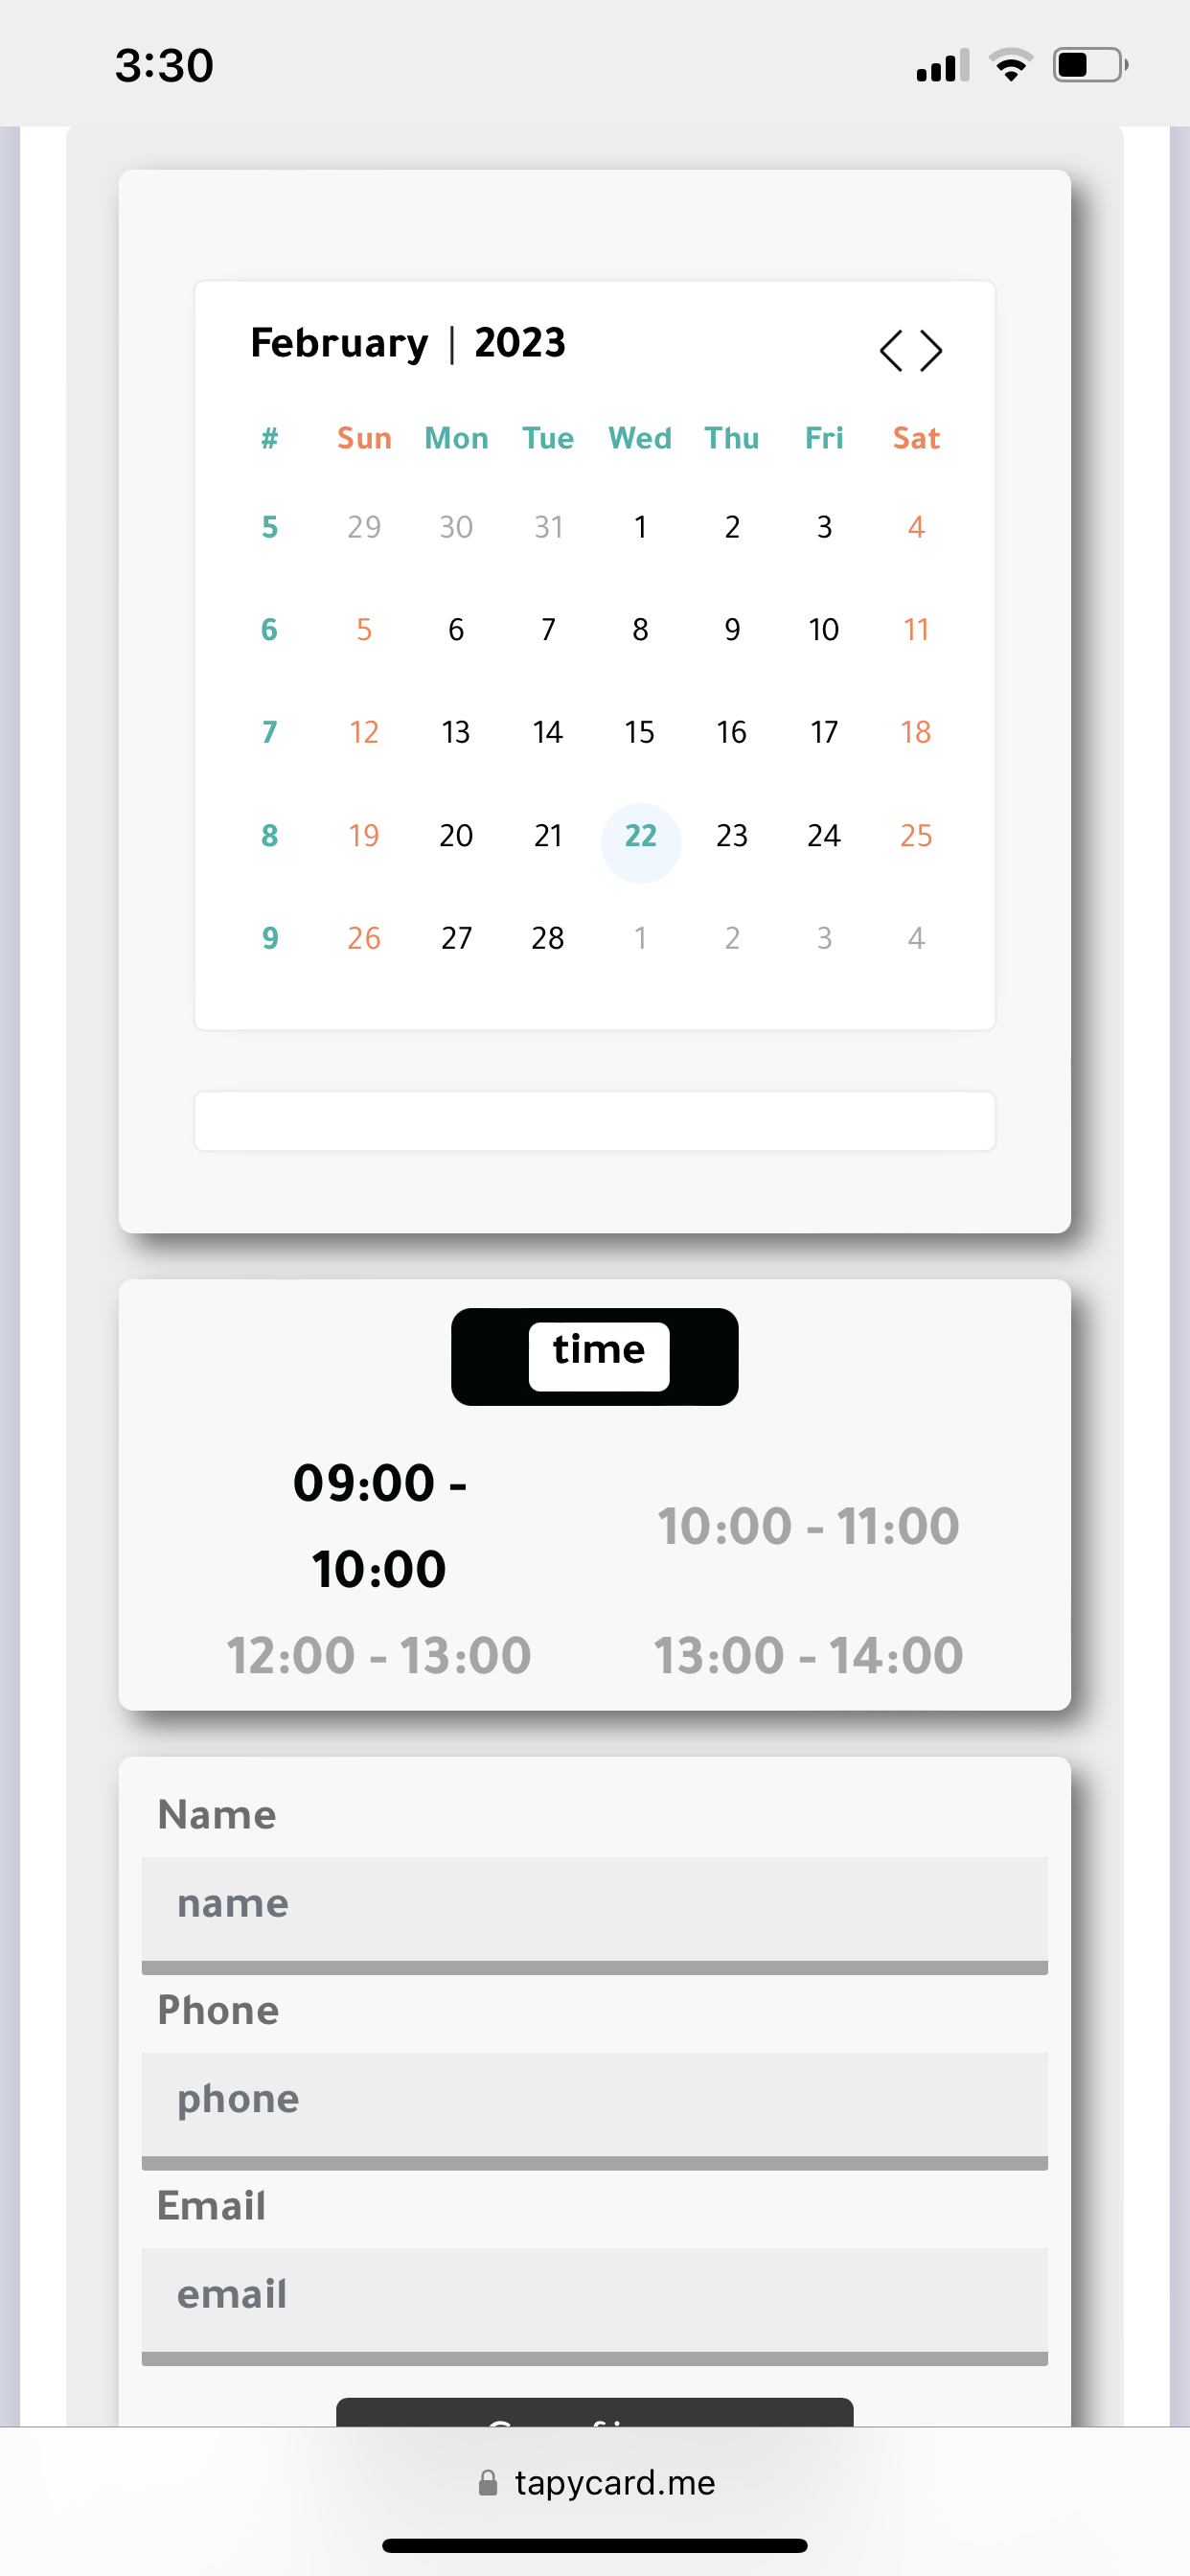 3:30
February | 2023
# Sun Mon Tue Wed Thu Fri Sat
5 29 30 31 1 2 3 4
6 5 6 7 8 9 10 11
7 12 13 14 15 16 17 18
8 19 20 21 22 23 24 25
9 26 27 28 1 2 3 4
time
09:00 -
10:00
10:00 - 11:00
12:00 - 13:00 13:00 - 14:00
Name
name
Phone
phone
Email
email
tapycard.me